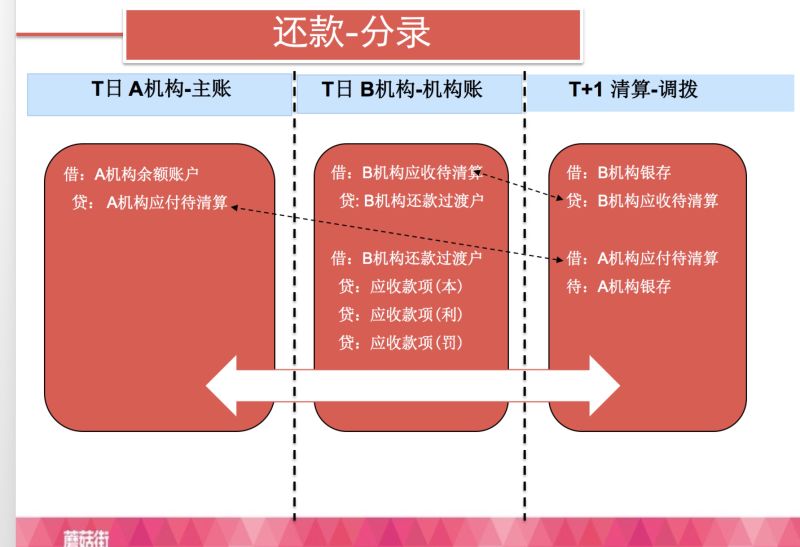 还款-分录
T日 A机构-主账
T日 B机构-机构账
T+1 清算-调拨
借：A机构余额账户
贷： A机构应付待清算
借：B机构应收待清算
贷: B机构还款过渡户
借：B机构还款过渡户
贷：应收款项(本)
贷：应收款项(利)
贷：应收款项(罚)
借：B机构银存
贷：B机构应收待清算
借：A机构应付待清算
待：A机构银存
蘑菇街